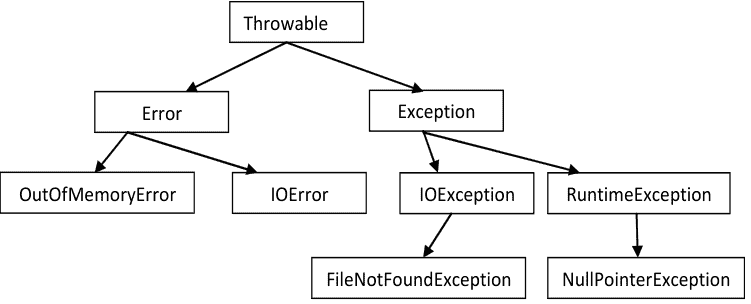 Throwable
Error
Exception
OutOfMemoryError
IOError
IOException
RuntimeException
FileNotFoundException
NullPointerException